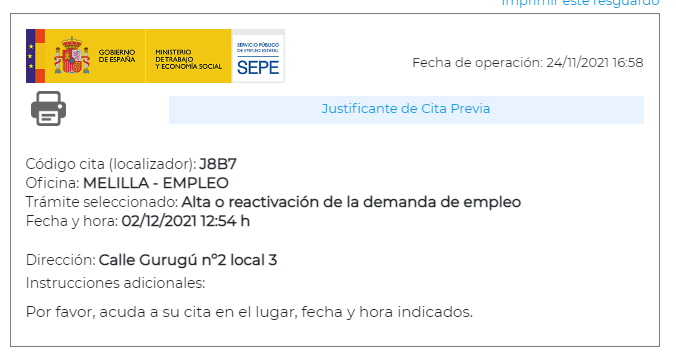 Imprimir este resguardo
GOBIERNO
DE ESPAÑA
MINISTERIO
DE TRABAJO
Y ECONOMÍA SOCIAL
SERVICIO PÚBLICO
DE EMPLEO ESTATAL
SEPE
Fecha de operación: 24/11/2021 16:58
Justificante de Cita Previa
Código cita (localizador): J8B7
Oficina: MELILLA - EMPLEO
Trámite seleccionado: Alta o reactivación de la demanda de empleo
Fecha y hora: 02/12/2021 12:54 h
Dirección: Calle Gurugú nº2 local 3
Instrucciones adicionales:
Por favor, acuda a su cita en el lugar, fecha y hora indicados.